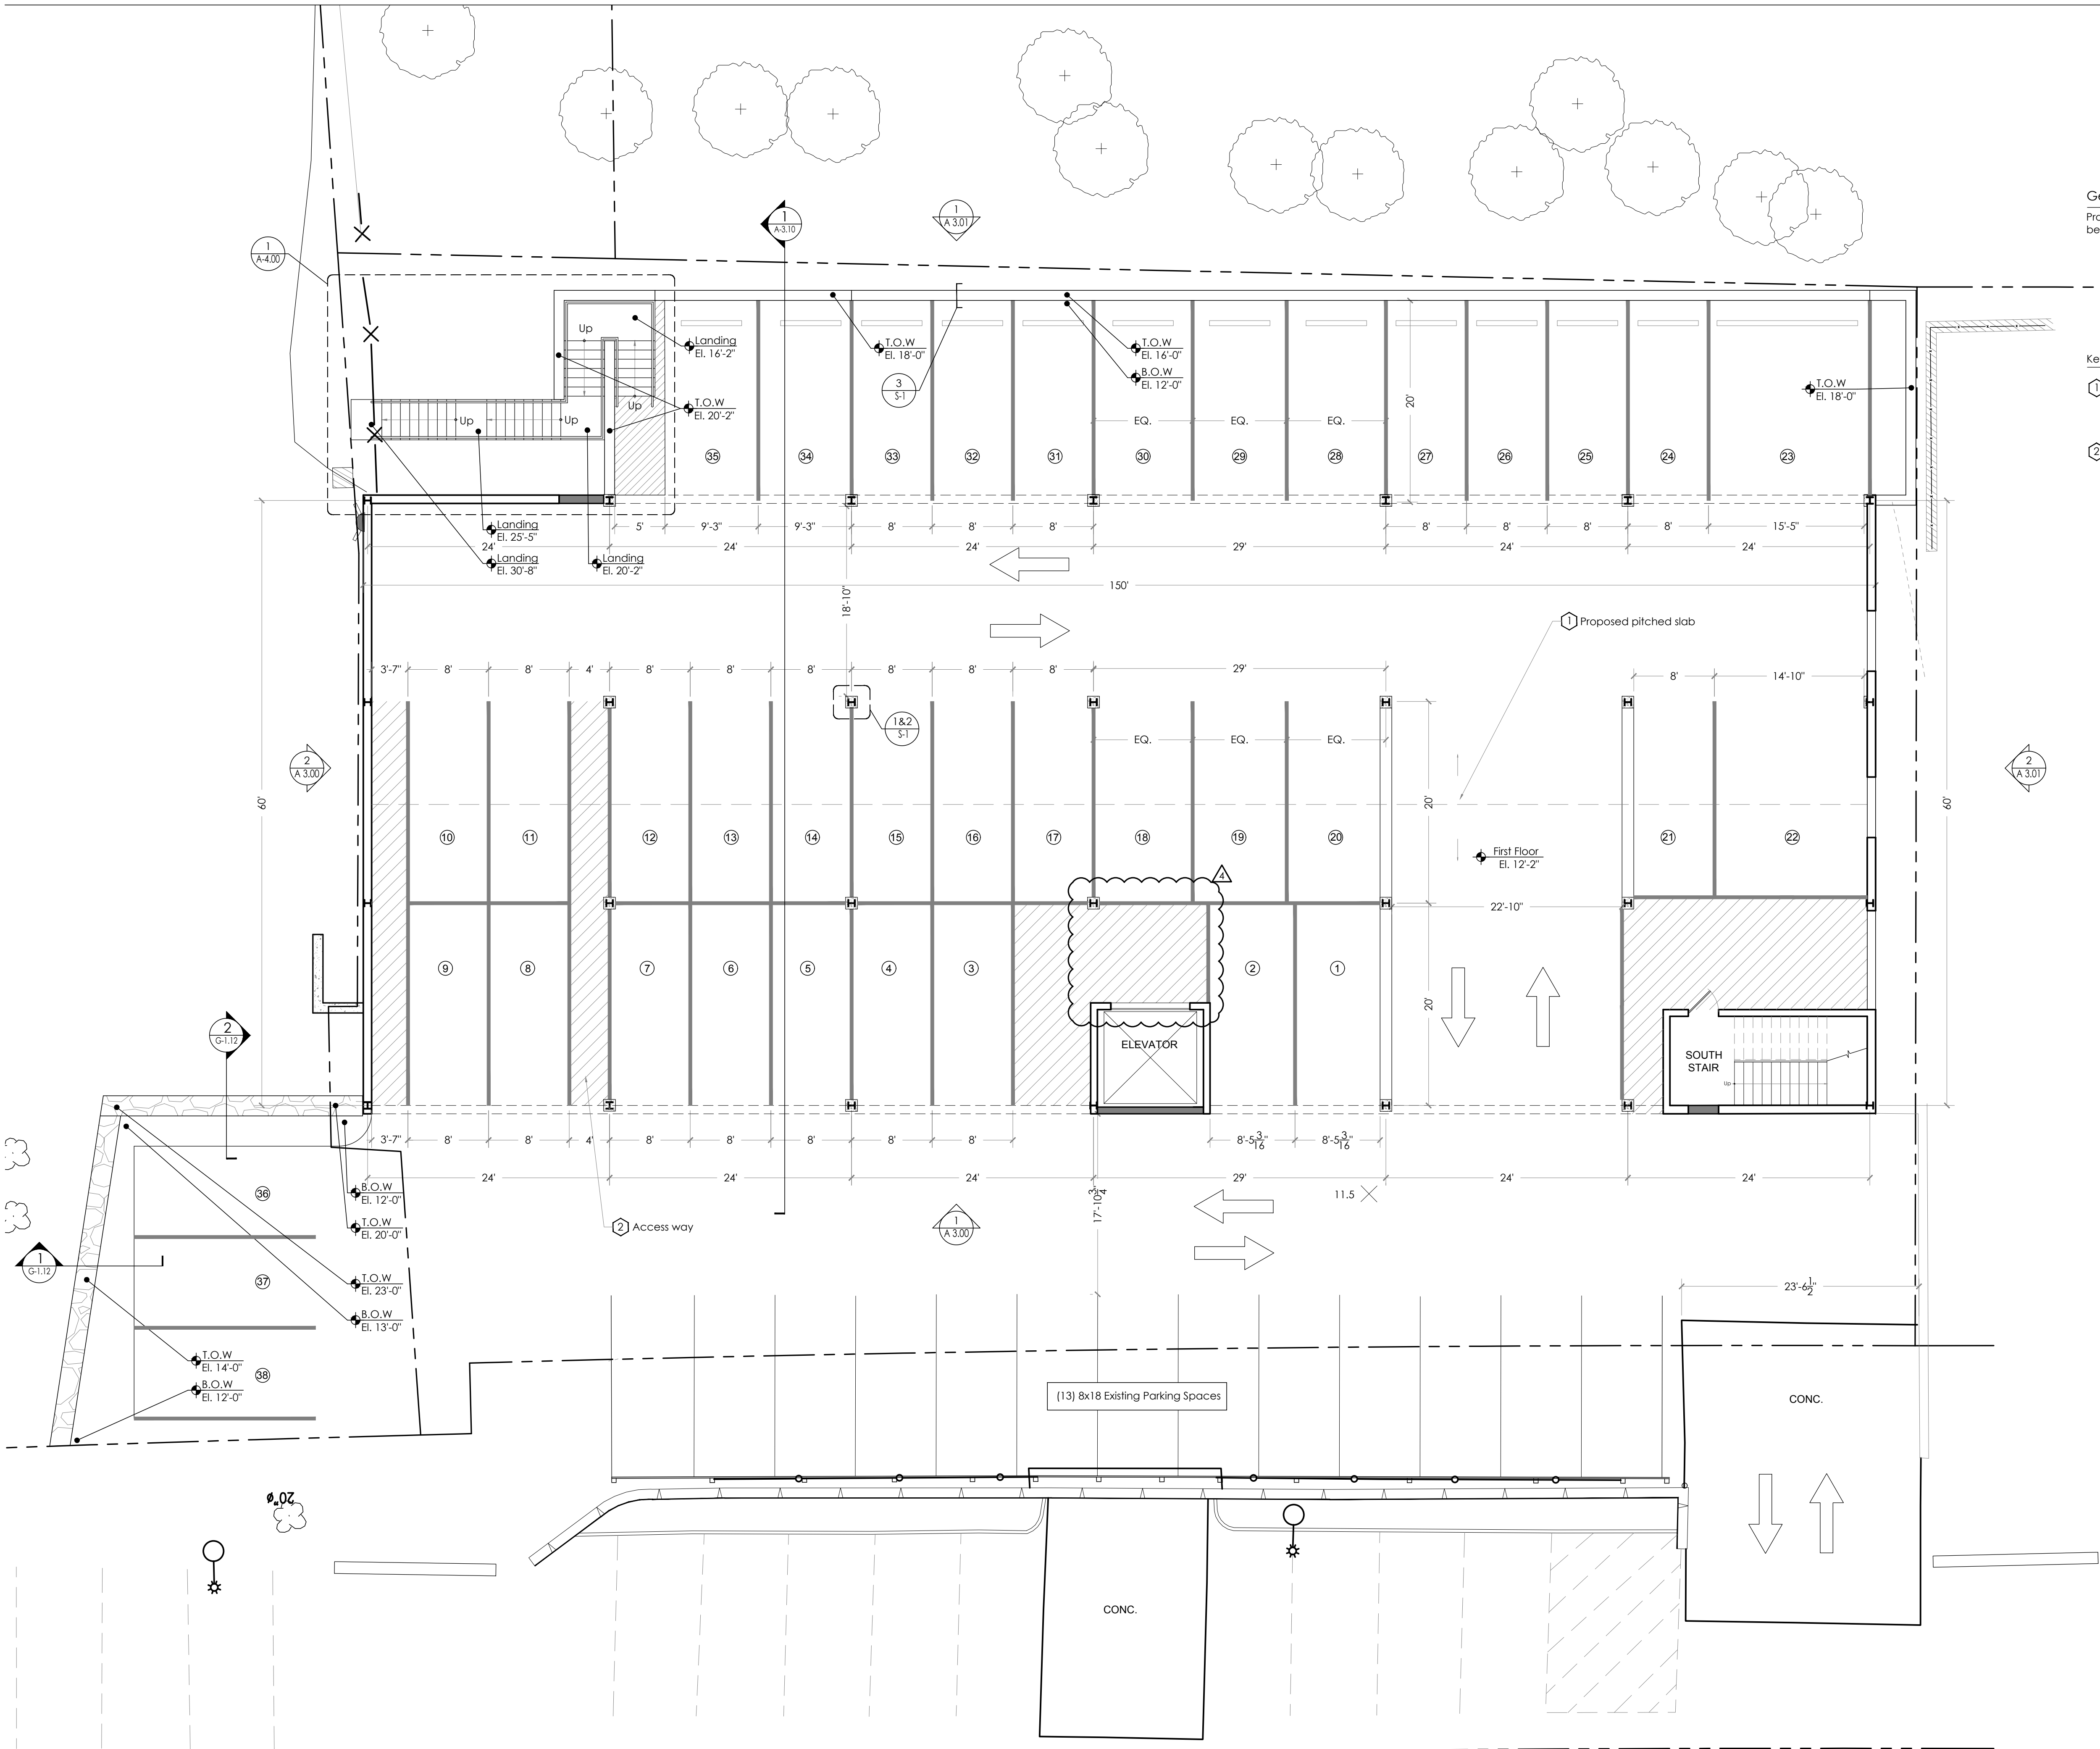 Ge
Pro
be
Ke
1
2
1
A-4.00
1
A-3.10
1
A 3.01
Up
Landing
El. 16'-2"
T.O.W
El. 18'-0"
T.O.W
El. 16'-0"
B.O.W
El. 12'-0"
3
S-1
T.O.W
El. 18'-0"
T.O.W
El. 20'-2"
Up
Up
Up
20'
EQ.
EQ.
EQ.
35
34
33
32
31
30
29
28
27
26
25
24
23
Landing
El. 25'-5"
5'
9'-3"
9'-3"
8'
8'
8'
8'
8'
8'
8'
15'-5"
24'
24'
24'
29'
24'
24'
Landing
El. 30'-8"
Landing
El. 20'-2"
150'
18'-10"
1 Proposed pitched slab
3'-7"
8'
8'
4'
8'
8'
8'
8'
8'
8'
29'
8'
14'-10"
1&2
S-1
EQ.
EQ.
EQ.
2
A 3.00
2
A 3.01
60'
20'
60'
10
11
12
13
14
15
16
17
18
19
20
21
22
First Floor
El. 12'-2"
4
22'-10"
9
8
7
6
5
4
3
2
1
20'
2
G-1.12
ELEVATOR
SOUTH
STAIR
Up
3'-7"
8'
8'
4'
8'
8'
8'
8'
8'
8'-5 3/16"
8'-5 3/16"
24'
24'
24'
29'
24'
24'
36
B.O.W
El. 12'-0"
T.O.W
El. 20'-0"
2 Access way
1
A 3.00
17'-10 3/4"
11.5
1
G-1.12
37
T.O.W
El. 23'-0"
B.O.W
El. 13'-0"
23'-6 1/2"
T.O.W
El. 14'-0"
38
B.O.W
El. 12'-0"
(13) 8x18 Existing Parking Spaces
CONC.
20"ø
CONC.